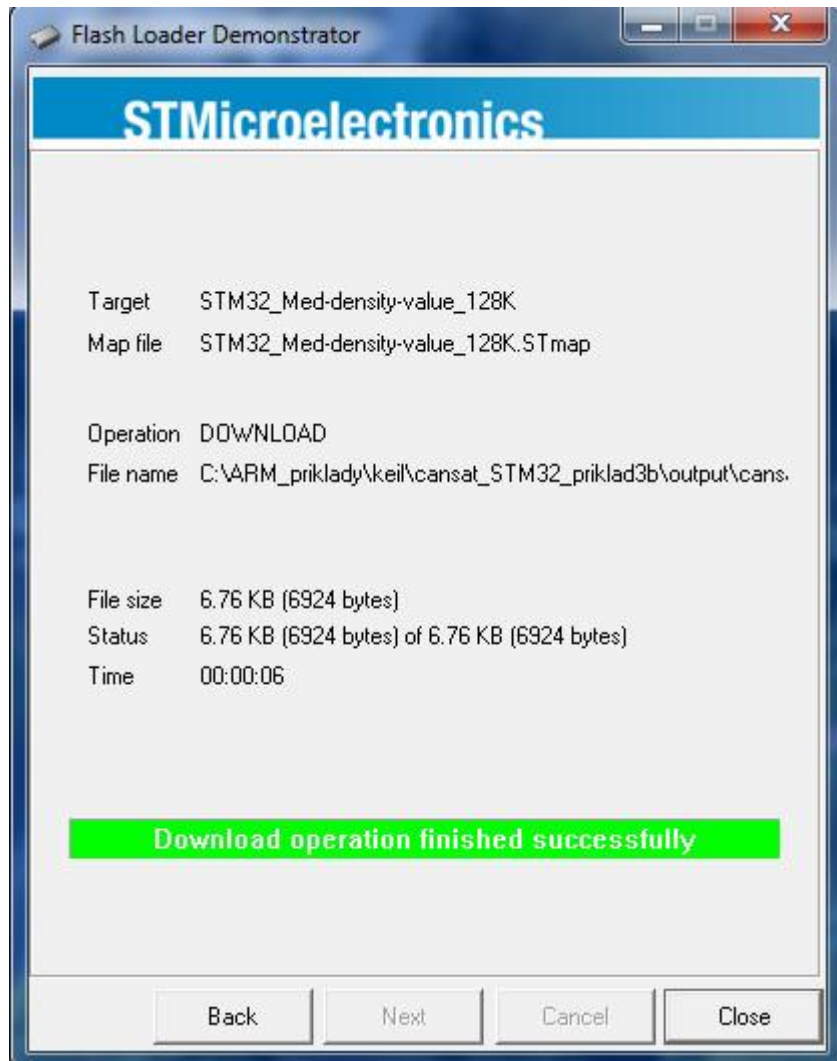 Flash Loader Demonstrator
STMicroelectronics
Target STM32_Med-density-value_128K
Map file STM32_Med-density-value_128K.STmap
Operation DOWNLOAD
File name C:\ARM_priklady\keil\cansat_STM32_priklad3b\output\cans
File size 6.76 KB (6924 bytes)
Status 6.76 KB (6924 bytes) of 6.76 KB (6924 bytes)
Time 00:00:06
Download operation finished successfully
Back Next Cancel Close